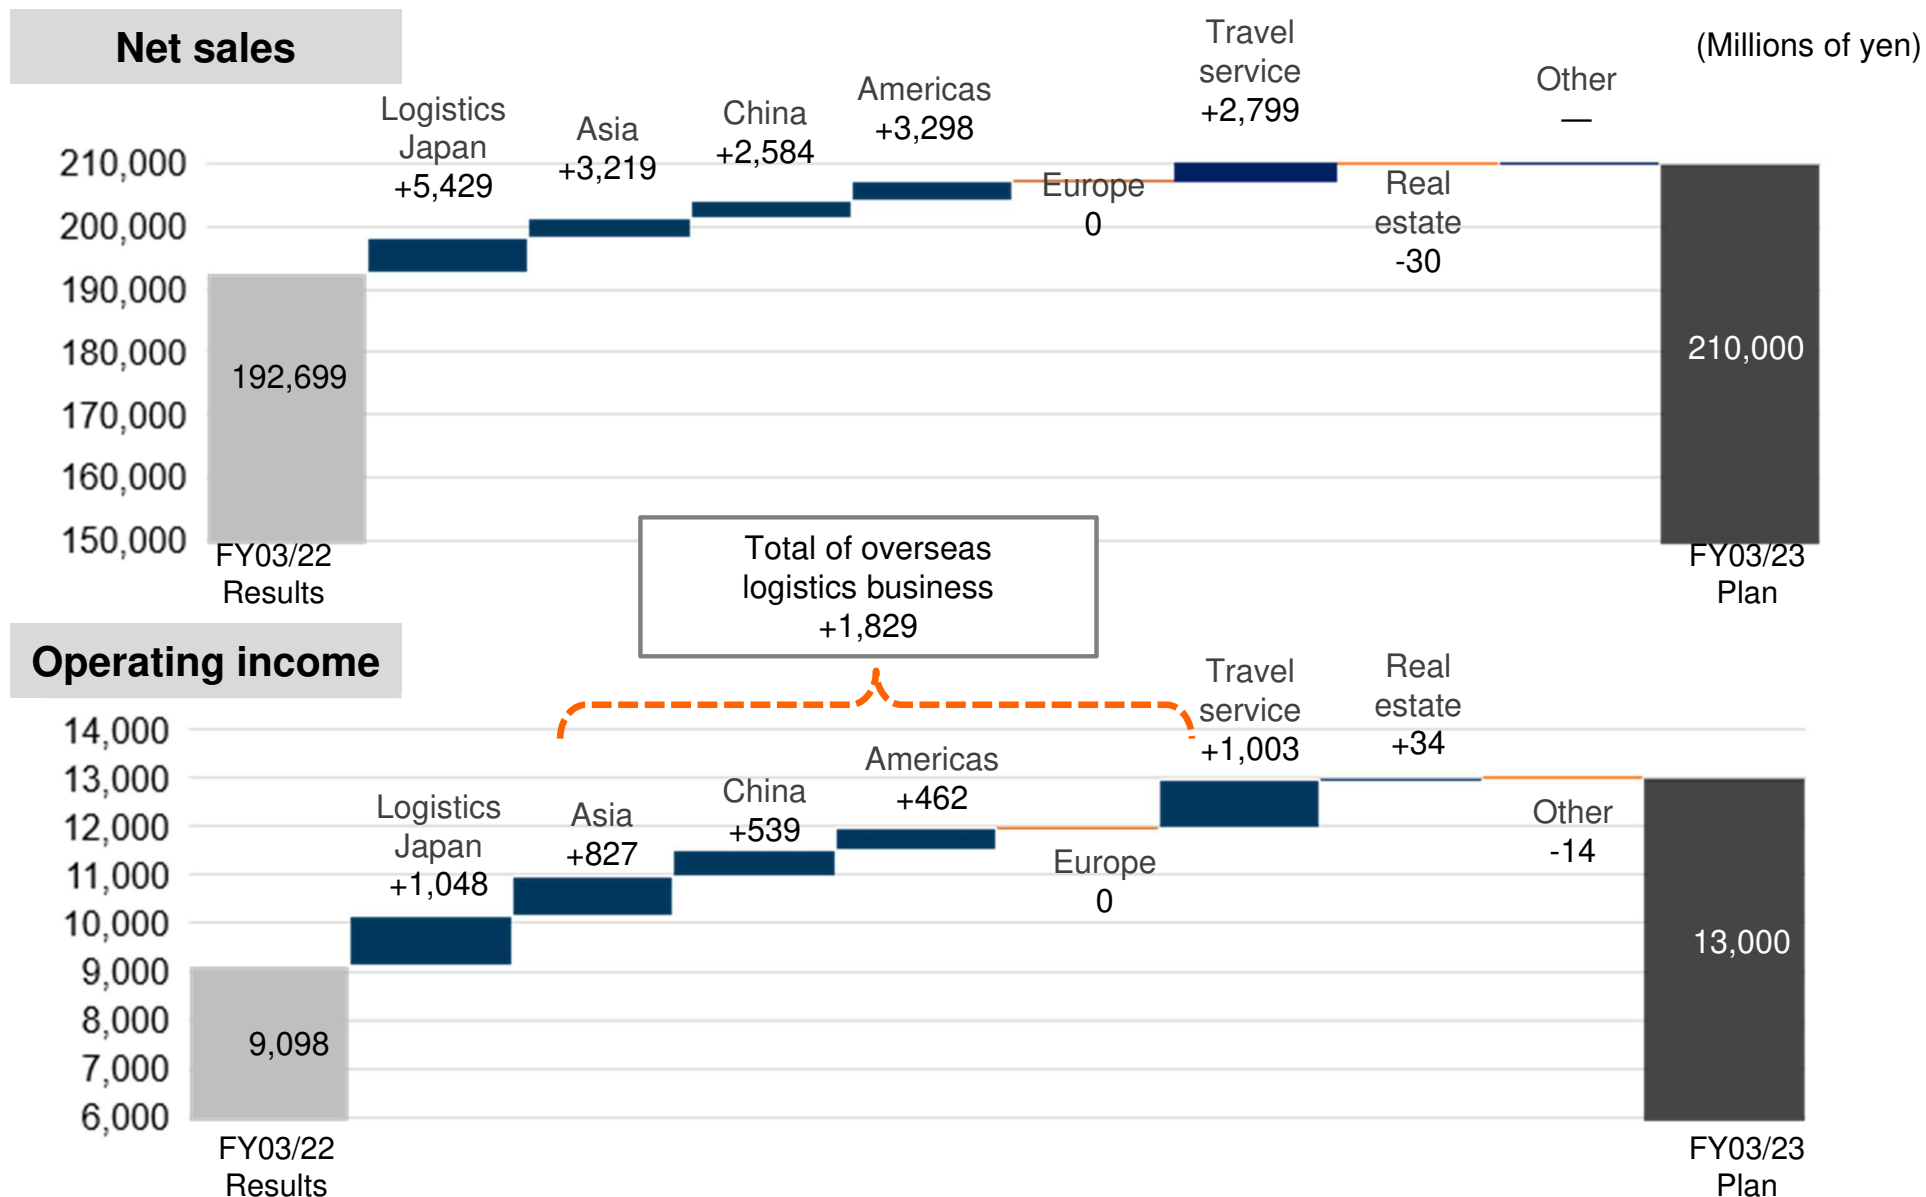 Net sales
(Millions of yen)
Logistics
Japan
+5,429
Asia
+3,219
China
+2,584
Americas
+3,298
Europe
0
Travel
service
+2,799
Real
estate
-30
Other
—
210,000
200,000
190,000
180,000
170,000
160,000
150,000
192,699
210,000
FY03/22
Results
FY03/23
Plan
Total of overseas
logistics business
+1,829
Operating income
14,000
13,000
12,000
11,000
10,000
9,000
8,000
7,000
6,000
Logistics
Japan
+1,048
Asia
+827
China
+539
Americas
+462
Europe
0
Travel
service
+1,003
Real
estate
+34
Other
-14
9,098
13,000
FY03/22
Results
FY03/23
Plan